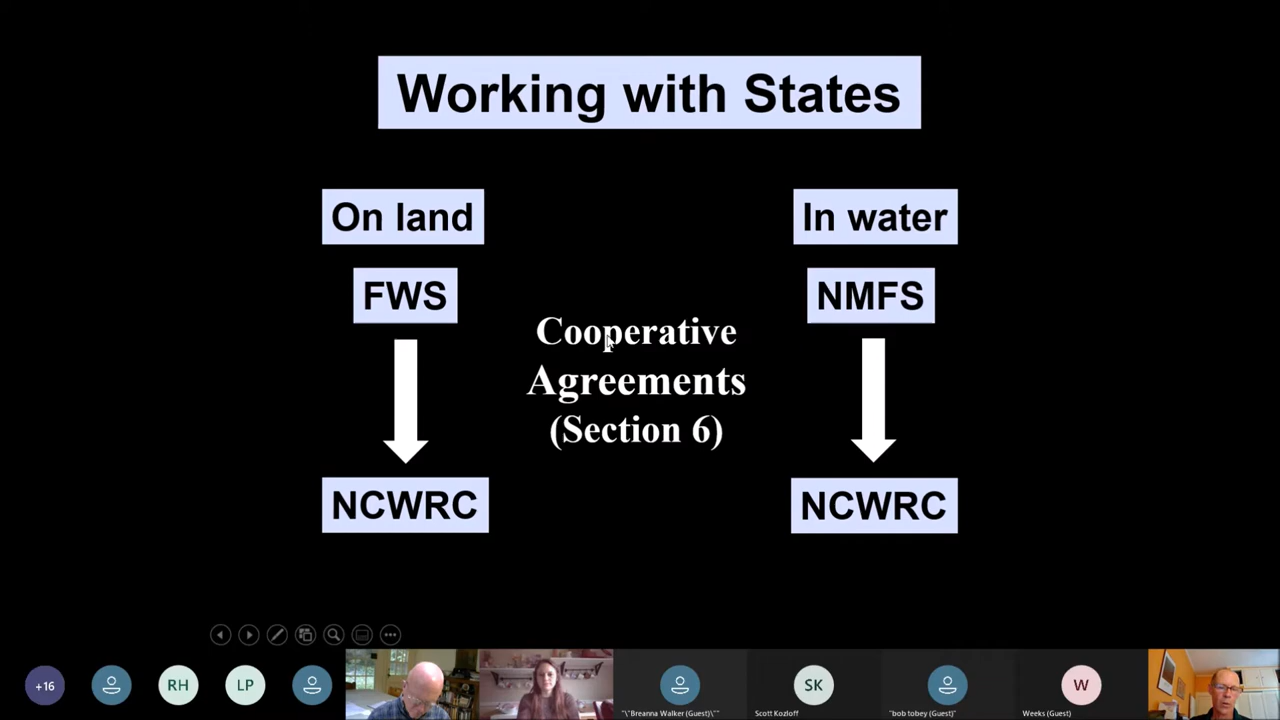 Working with States
On land
In water
FWS
NMFS
Cooperative
Agreements
(Section 6)
NCWRC
NCWRC
+16
RH
LP
"\"Breanna Walker (Guest)\""
SK
Scott Kozloff
"bob tobey (Guest)"
W
Weeks (Guest)